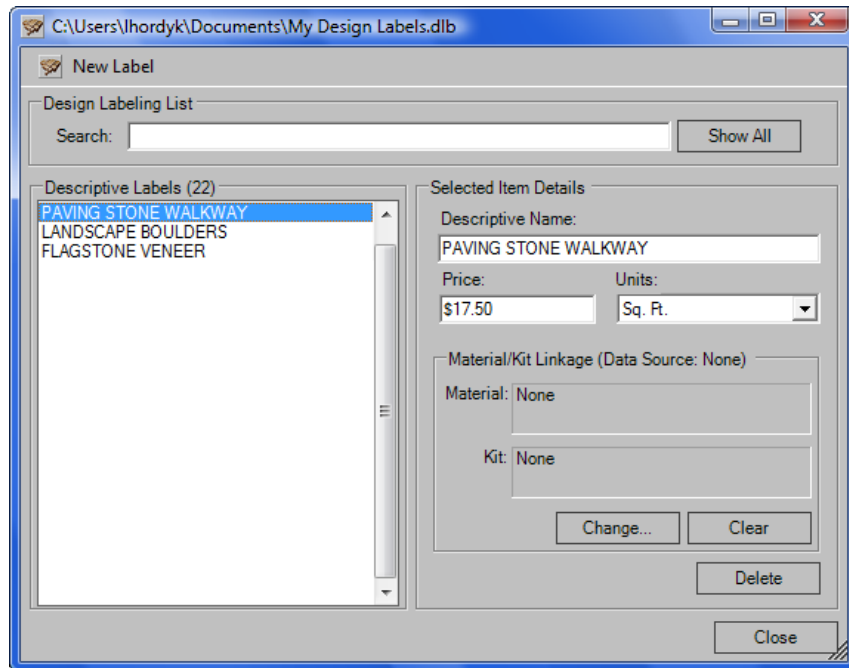 C:\Users\lhordyk\Documents\My Design Labels.dlb
New Label
Design Labeling List
Search:
Show All
Descriptive Labels (22)
PAVING STONE WALKWAY
LANDSCAPE BOULDERS
FLAGSTONE VENEER
Selected Item Details
Descriptive Name:
PAVING STONE WALKWAY
Price: Units:
$17.50 Sq. Ft.
Material/Kit Linkage (Data Source: None)
Material: None
Kit: None
Change... Clear
Delete
Close